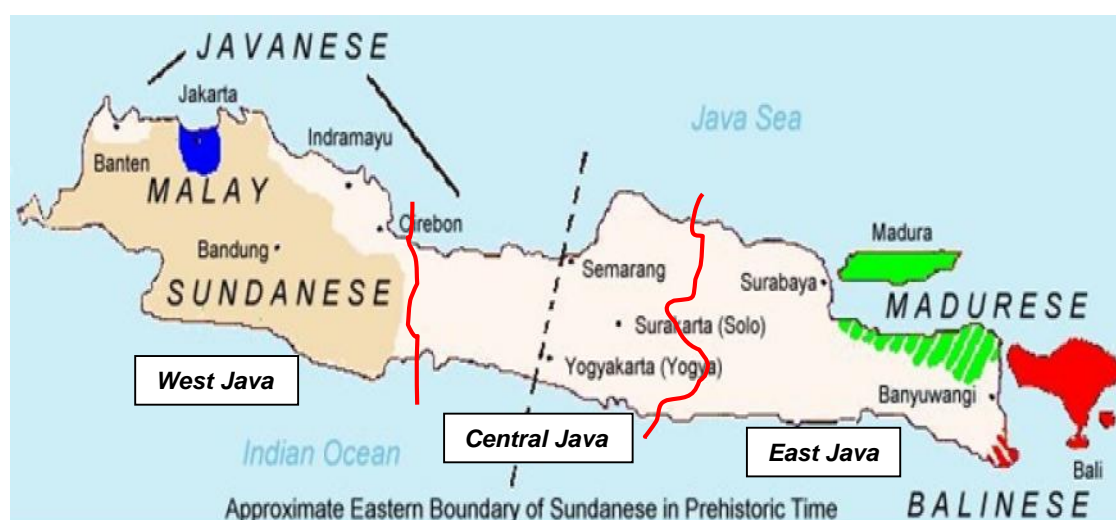 JAVANESE
Jakarta
Java Sea
Indramayu
Banten
MALAY
Cirebon
Madura
Bandung
Semarang
Surabaya
SUNDANESE
MADURESE
Surakarta (Solo)
Yogyakarta (Yogya)
West Java
Banyuwangi
Central Java
East Java
Indian Ocean
Bali
Approximate Eastern Boundary of Sundanese in Prehistoric Time
BALINESE